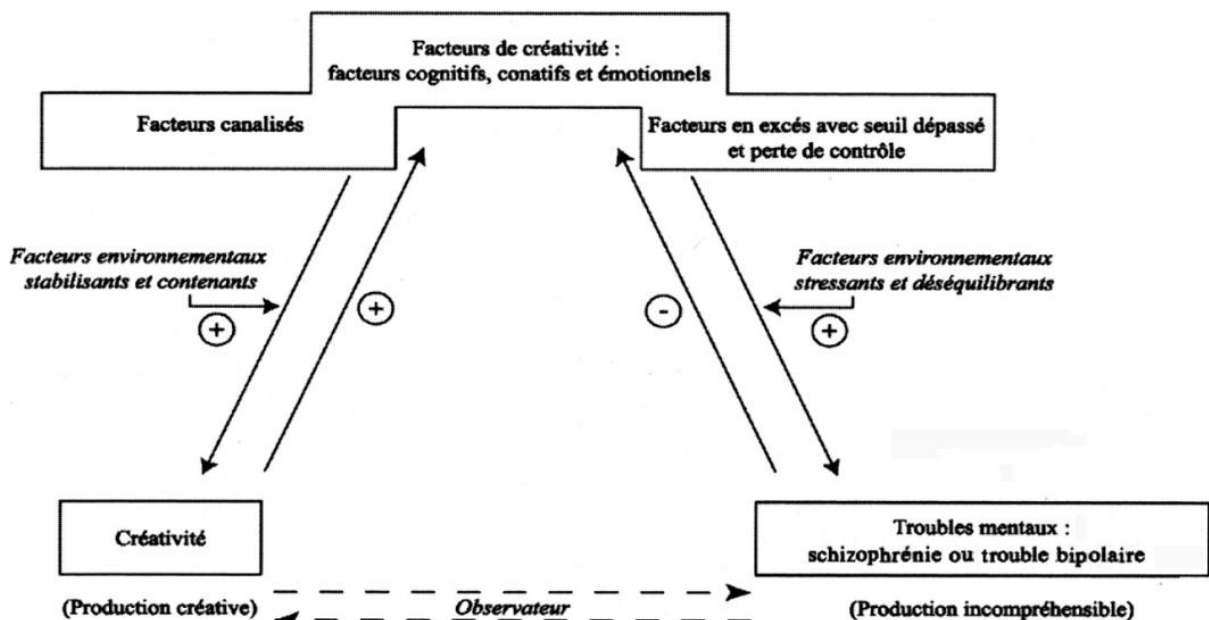 Facteurs de créativité :
facteurs cognitifs, conatifs et émotionnels
Facteurs canalisés
Facteurs en excés avec seuil dépassé
et perte de contrôle
Facteurs environnementaux
stabilisants et contenants
+
+
-
Facteurs environnementaux
stressants et déséquilibrants
+
Créativité
(Production créative)
Observateur
Troubles mentaux :
schizophrénie ou trouble bipolaire
(Production incompréhensible)